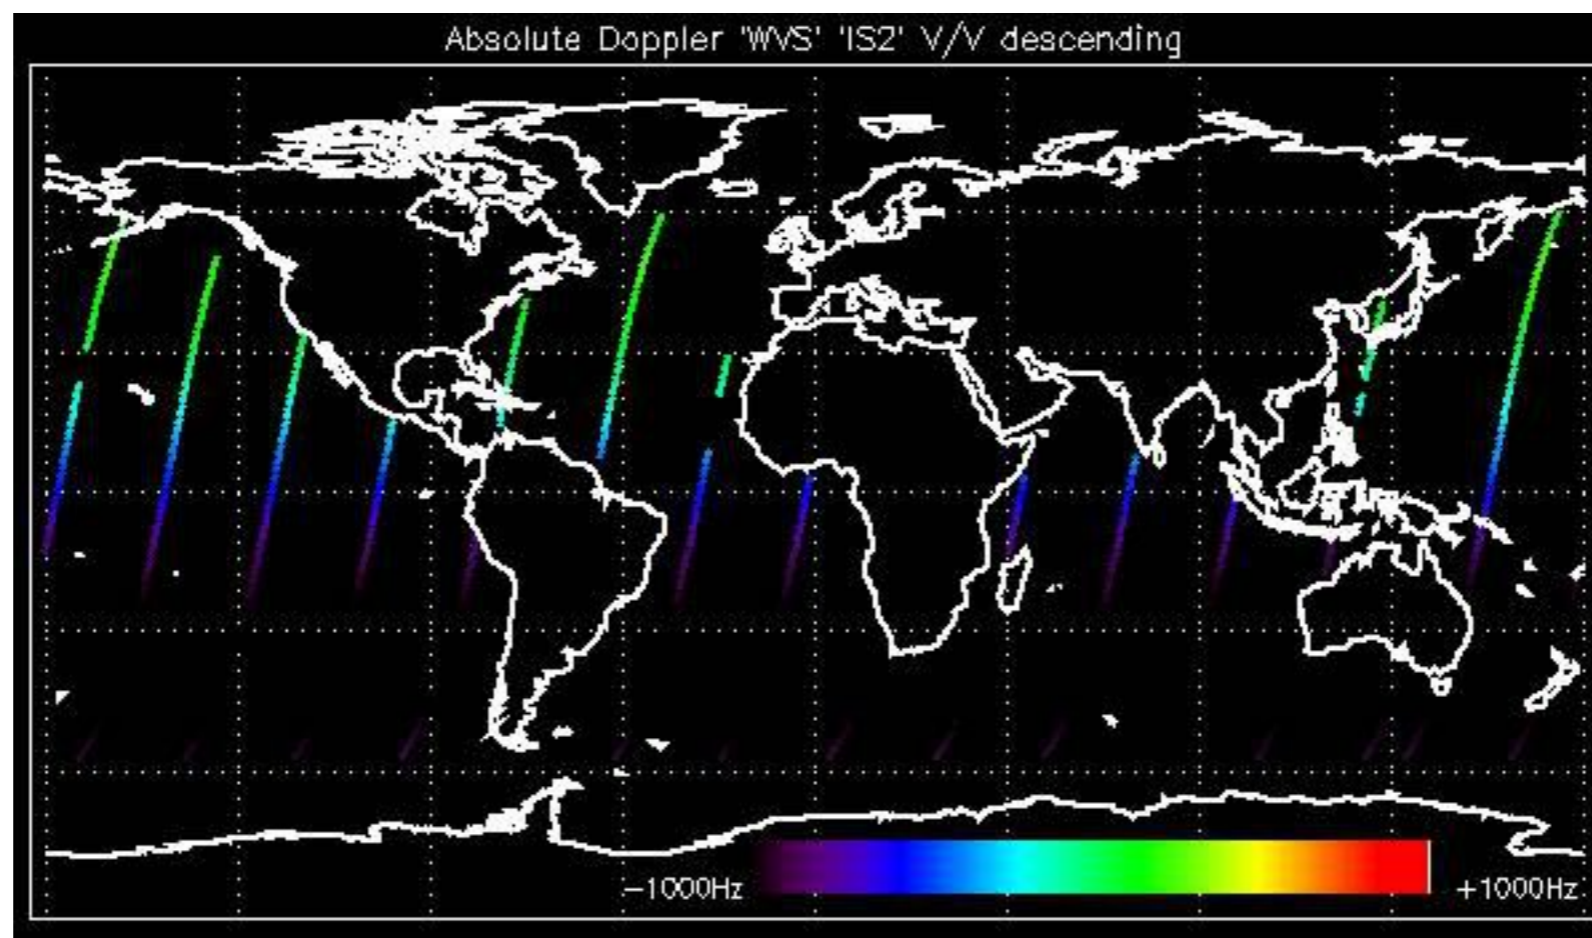 Absolute Doppler 'WVS' 'IS2' V/V descending
−1000Hz +1000Hz